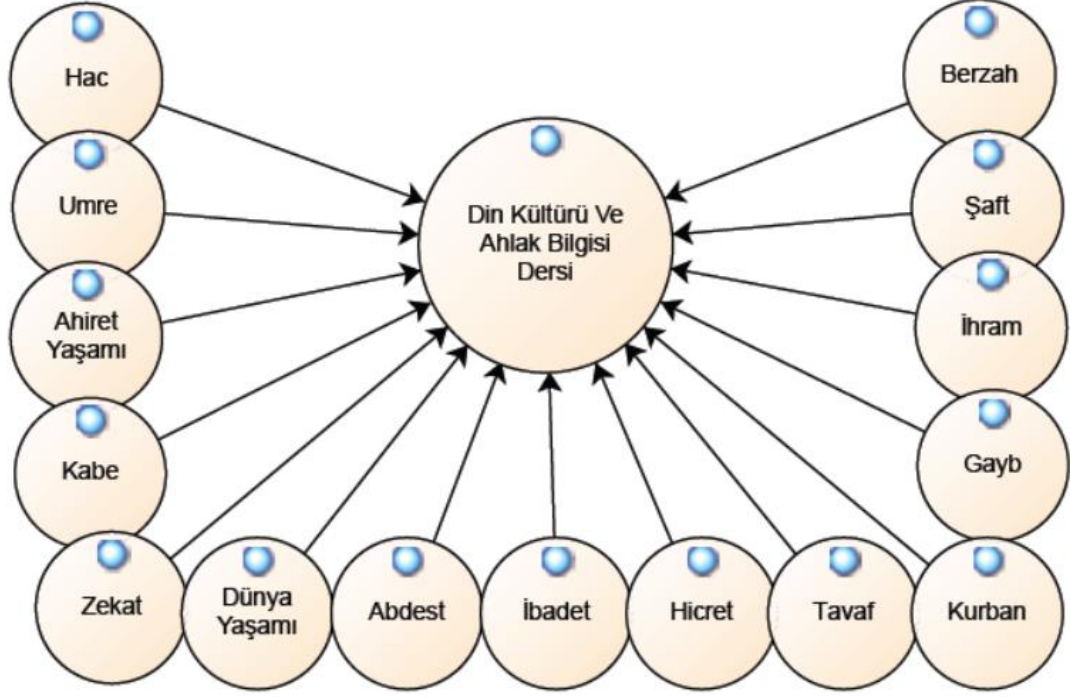 Hac
Umre
Ahiret
Yaşamı
Kabe
Zekat
Dünya
Yaşamı
Abdest
İbadet
Hicret
Tavaf
Kurban
Gayb
İhram
Şaft
Berzah
Din Kültürü Ve
Ahlak Bilgisi
Dersi